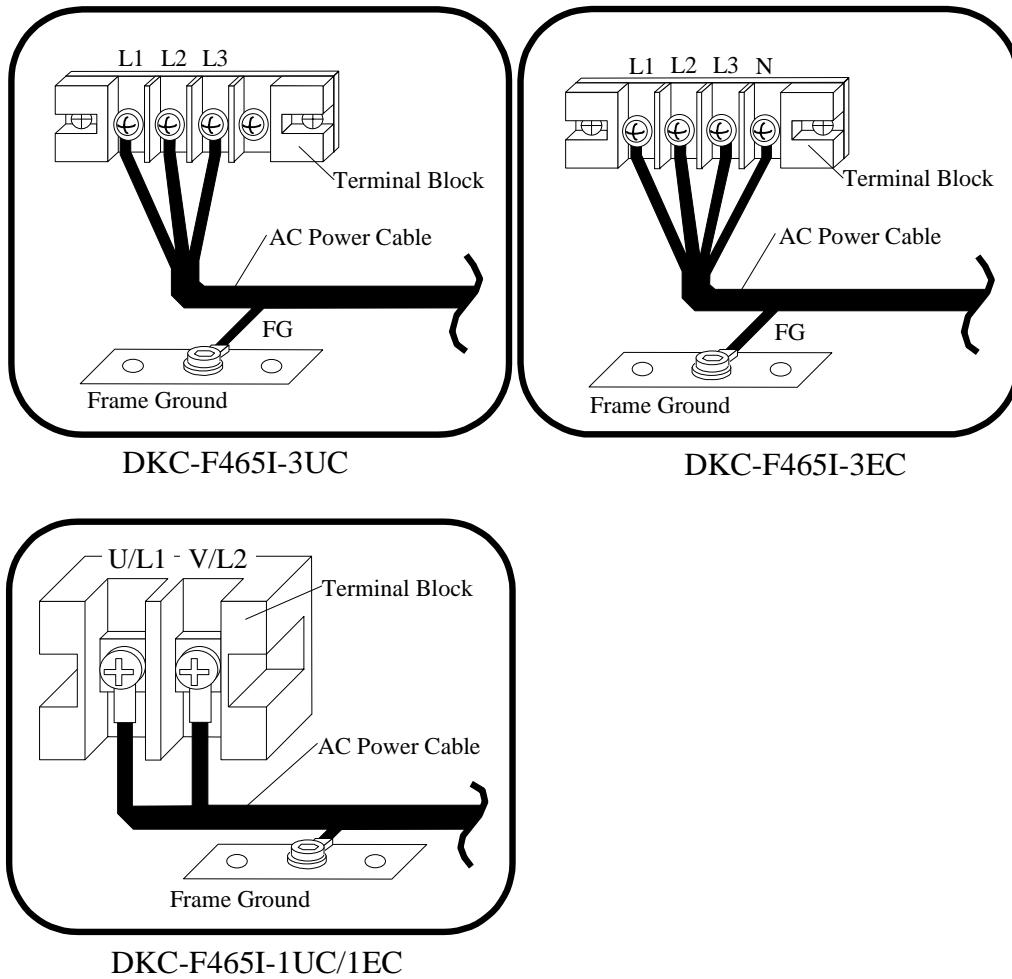 L1 L2 L3
Terminal Block
AC Power Cable
FG
Frame Ground
DKC-F465I-3UC
L1 L2 L3 N
Terminal Block
AC Power Cable
FG
Frame Ground
DKC-F465I-3EC
U/L1 - V/L2
Terminal Block
AC Power Cable
Frame Ground
DKC-F465I-1UC/1EC